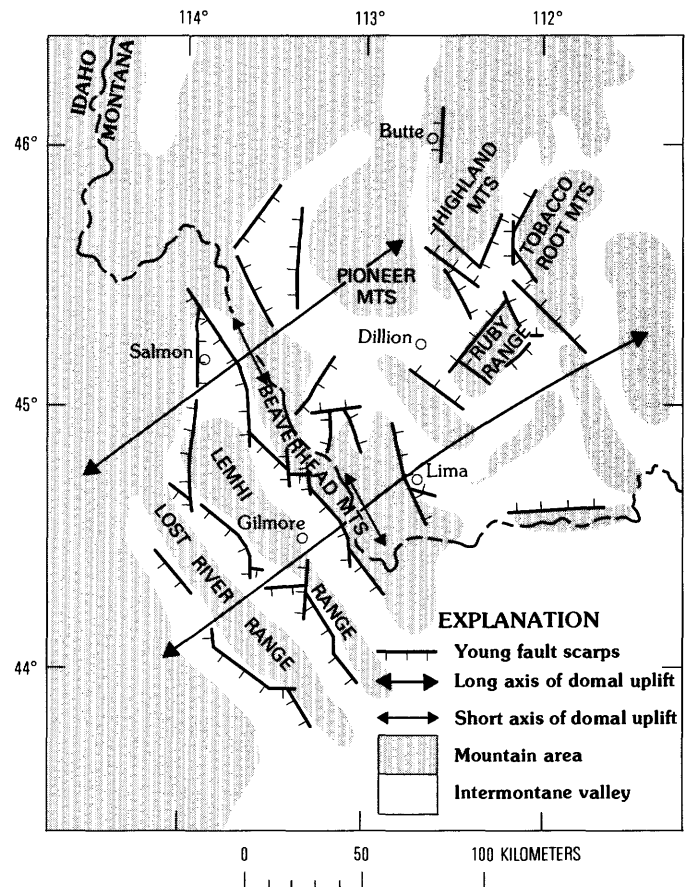 114° 113° 112°
IDAHO
MONTANA
46°
Butte
HIGHLAND
MTS
TOBACCO
ROOT MTS
PIONEER
MTS
Dillion
RUBY
RANGE
Salmon
45°
BEAVERHEAD MTS
LEMHI
RANGE
Lima
Gilmore
LOST RIVER
RANGE
44°
EXPLANATION
Young fault scarps
Long axis of domal uplift
Short axis of domal uplift
Mountain area
Intermontane valley
0 50 100 KILOMETERS